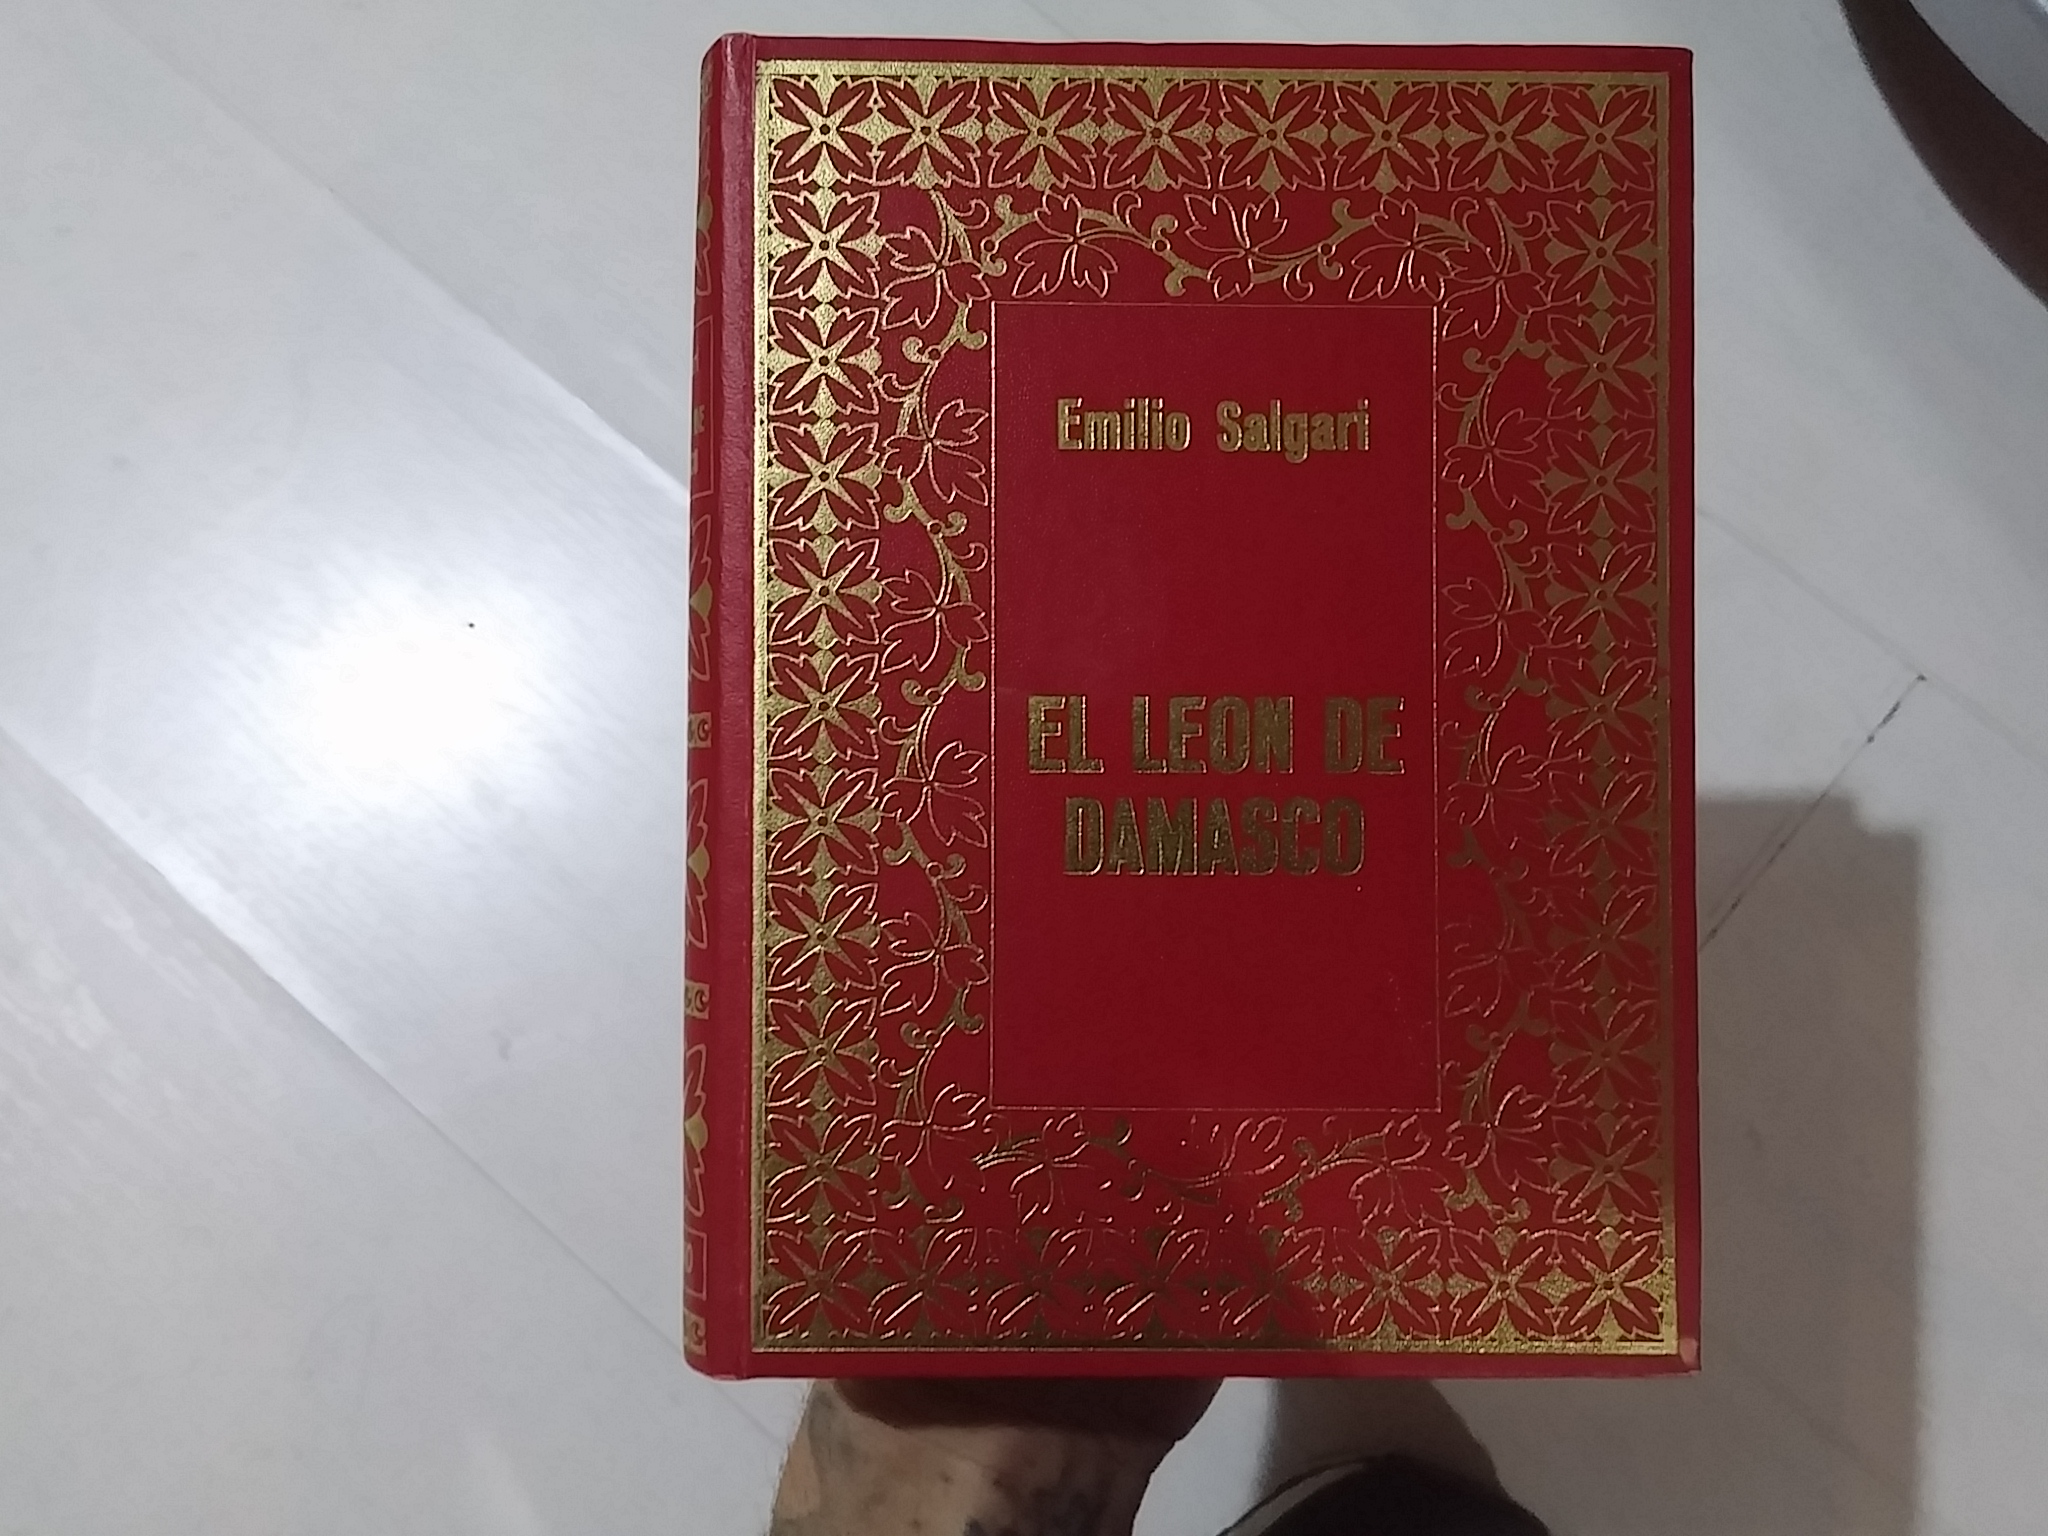 Emilio Salgari
EL LEON DE
DAMASCO